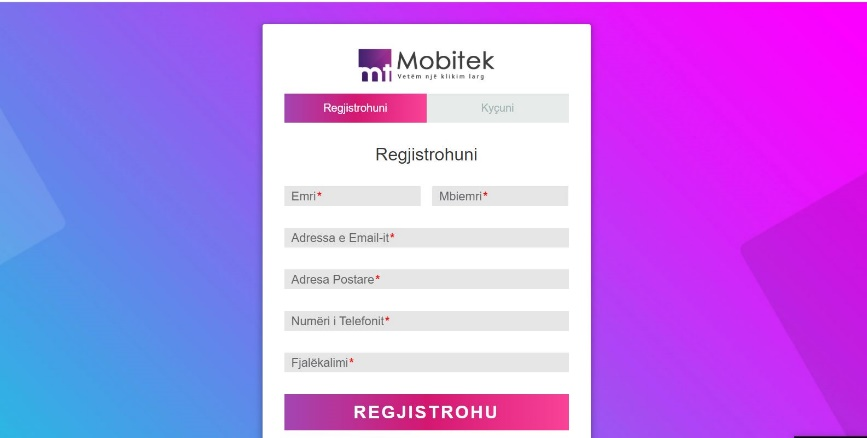 mt Mobitek
Vetëm një klikim larg
Regjistrohuni
Kyçuni
Regjistrohuni
Emri*
Mbiemri*
Adressa e Email-it*
Adresa Postare*
Numëri i Telefonit*
Fjalëkalimi*
REGJISTROHU